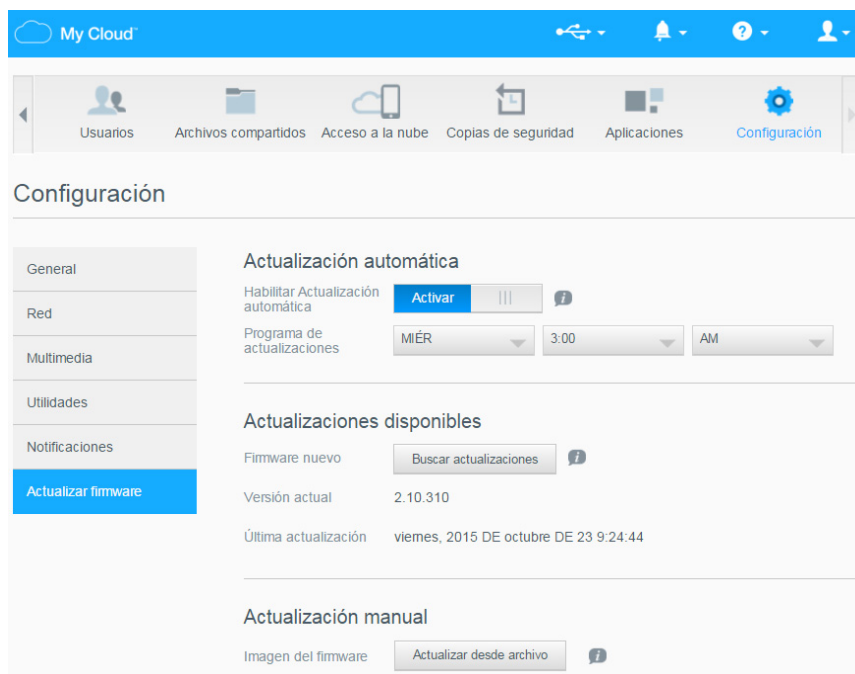 My Cloud™
Usuarios
Archivos compartidos
Acceso a la nube
Copias de seguridad
Aplicaciones
Configuración
Configuración
General
Red
Multimedia
Utilidades
Notificaciones
Actualizar firmware
Actualización automática
Habilitar Actualización
automática
Activar
Programa de
actualizaciones
MIÉR
3:00
AM
Actualizaciones disponibles
Firmware nuevo
Buscar actualizaciones
Versión actual
2.10.310
Última actualización
viernes, 2015 DE octubre DE 23 9:24:44
Actualización manual
Imagen del firmware
Actualizar desde archivo